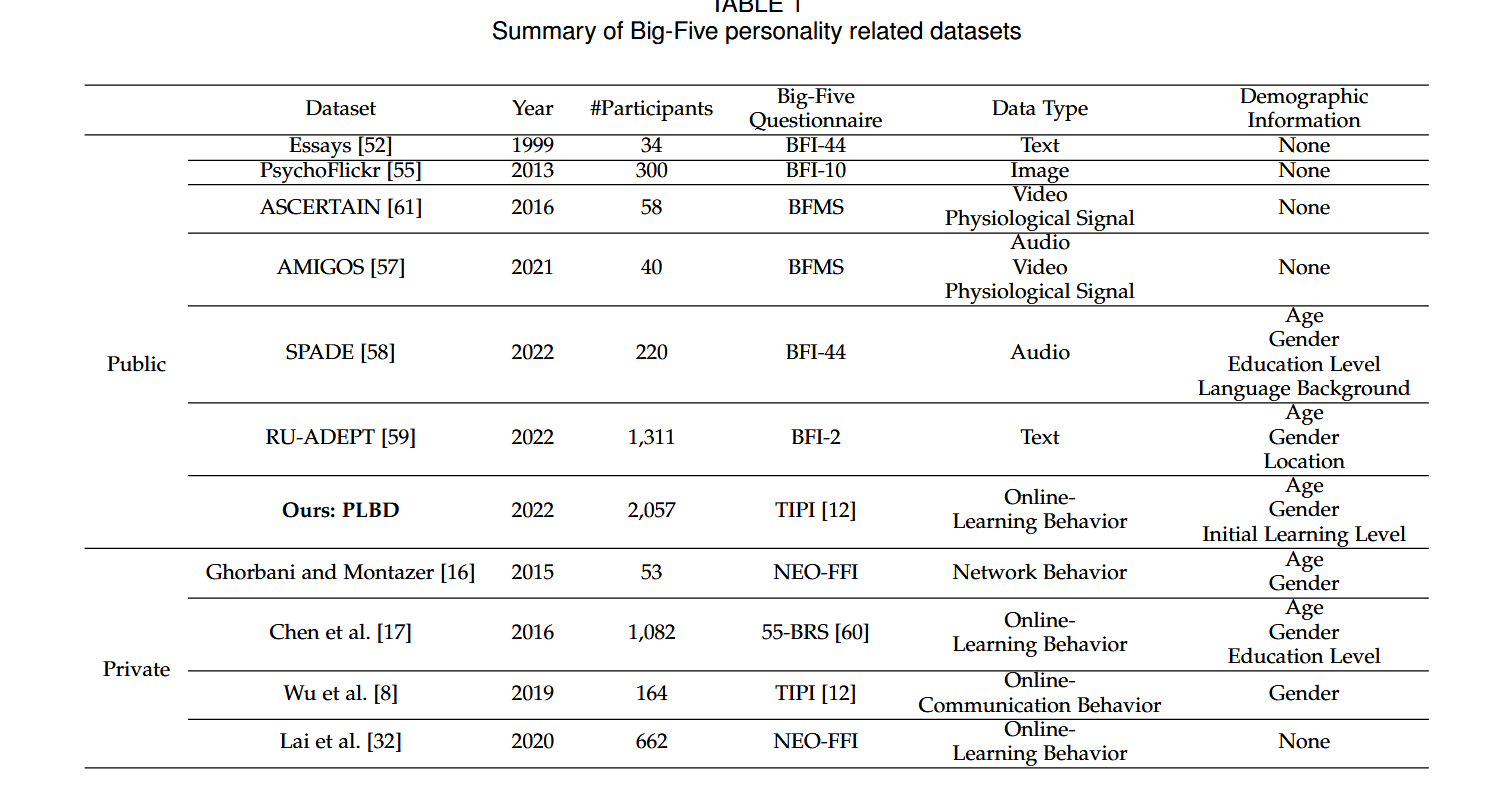 TABLE 1
Summary of Big-Five personality related datasets
Dataset Year #Participants Big-Five Questionnaire Data Type Demographic Information
Public
Essays [52] 1999 34 BFI-44 Text None
PsychoFlickr [55] 2013 300 BFI-10 Image None
ASCERTAIN [61] 2016 58 BFMS Video Physiological Signal None
AMIGOS [57] 2021 40 BFMS Audio Video Physiological Signal None
SPADE [58] 2022 220 BFI-44 Audio Age Gender Education Level Language Background
RU-ADEPT [59] 2022 1,311 BFI-2 Text Age Gender Location
Ours: PLBD 2022 2,057 TIPI [12] Online-Learning Behavior Age Gender Initial Learning Level
Private
Ghorbani and Montazer [16] 2015 53 NEO-FFI Network Behavior Age Gender
Chen et al. [17] 2016 1,082 55-BRS [60] Online-Learning Behavior Age Gender Education Level
Wu et al. [8] 2019 164 TIPI [12] Online-Communication Behavior Gender
Lai et al. [32] 2020 662 NEO-FFI Online-Learning Behavior None